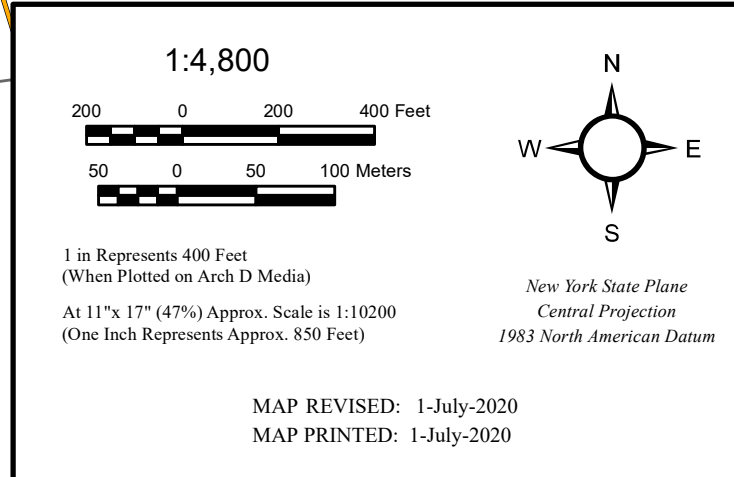 1:4,800
200 0 200 400 Feet
50 0 50 100 Meters
1 in Represents 400 Feet
(When Plotted on Arch D Media)
At 11"x 17" (47%) Approx. Scale is 1:10200
(One Inch Represents Approx. 850 Feet)
N
W E
S
New York State Plane
Central Projection
1983 North American Datum
MAP REVISED: 1-July-2020
MAP PRINTED: 1-July-2020